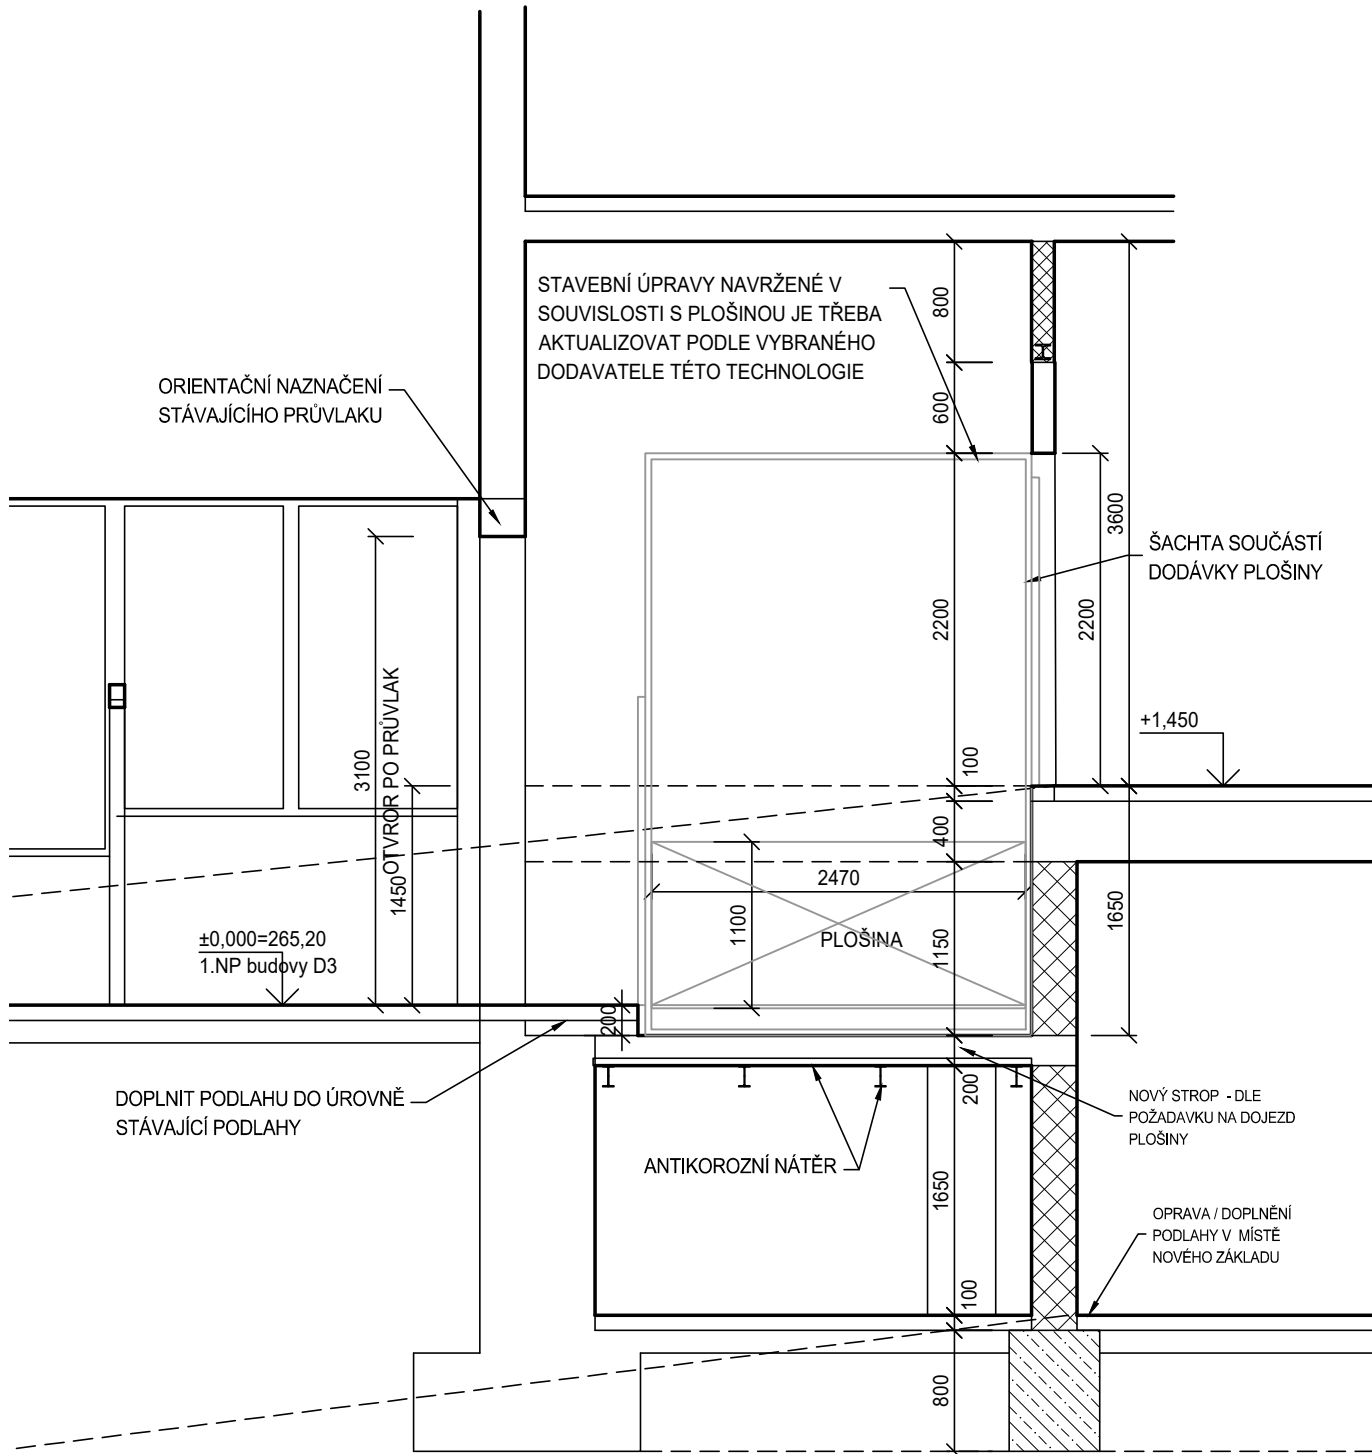 STAVEBNÍ ÚPRAVY NAVRŽENÉ V
SOUVISLOSTI S PLOŠINOU JE TŘEBA
AKTUALIZOVAT PODLE VYBRANÉHO
DODAVATELE TÉTO TECHNOLOGIE
800
600
ORIENTAČNÍ NAZNAČENÍ
STÁVAJÍCÍHO PRŮVLAKU
3600
ŠACHTA SOUČÁSTÍ
DODÁVKY PLOŠINY
2200
2200
3100
OTVROR PO PRŮVLAK
1450
+1,450
100
400
2470
1100
PLOŠINA
1150
1650
±0,000=265,20
1.NP budovy D3
200
DOPLNIT PODLAHU DO ÚROVNĚ
STÁVAJÍCÍ PODLAHY
200
NOVÝ STROP - DLE
POŽADAVKU NA DOJEZD
PLOŠINY
ANTIKOROZNÍ NÁTĚR
1650
OPRAVA / DOPLNĚNÍ
PODLAHY V MÍSTĚ
NOVÉHO ZÁKLADU
100
800